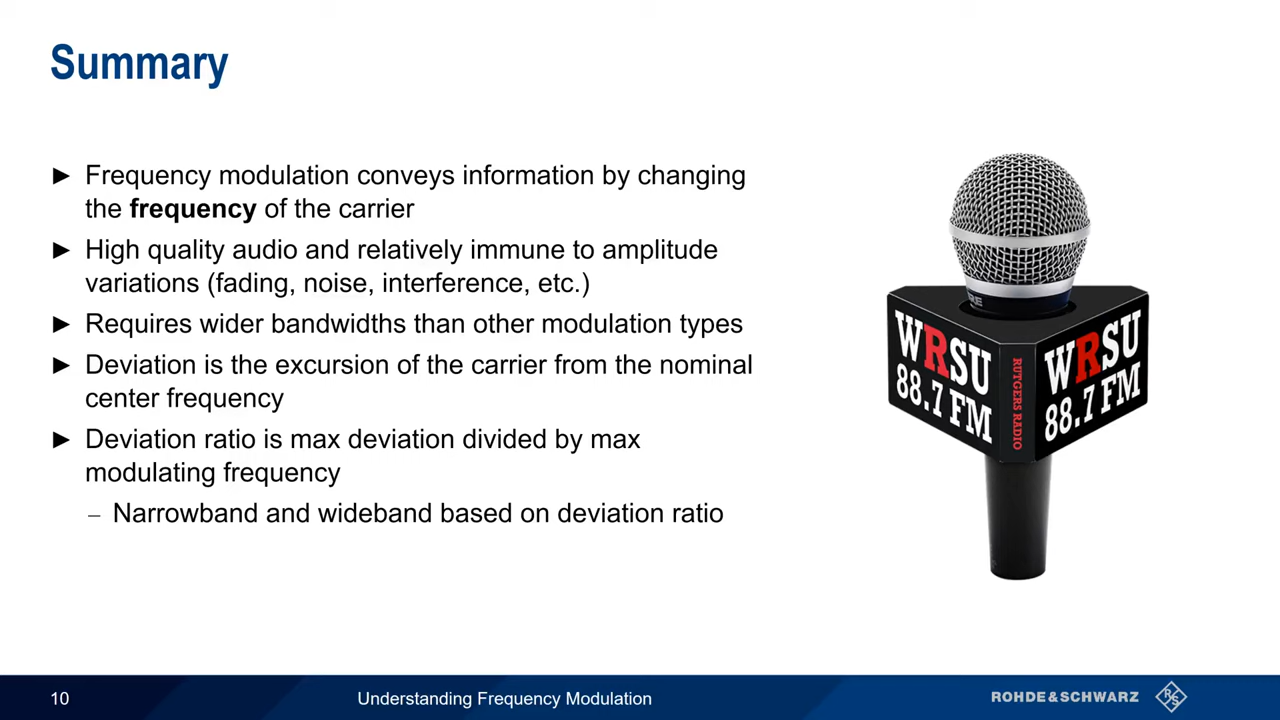 Summary
► Frequency modulation conveys information by changing
the frequency of the carrier
► High quality audio and relatively immune to amplitude
variations (fading, noise, interference, etc.)
► Requires wider bandwidths than other modulation types
► Deviation is the excursion of the carrier from the nominal
center frequency
► Deviation ratio is max deviation divided by max
modulating frequency
– Narrowband and wideband based on deviation ratio
WRSU
88.7 FM
RUTGERS RADIO
WRSU
88.7 FM
10
Understanding Frequency Modulation
ROHDE&SCHWARZ
R&S